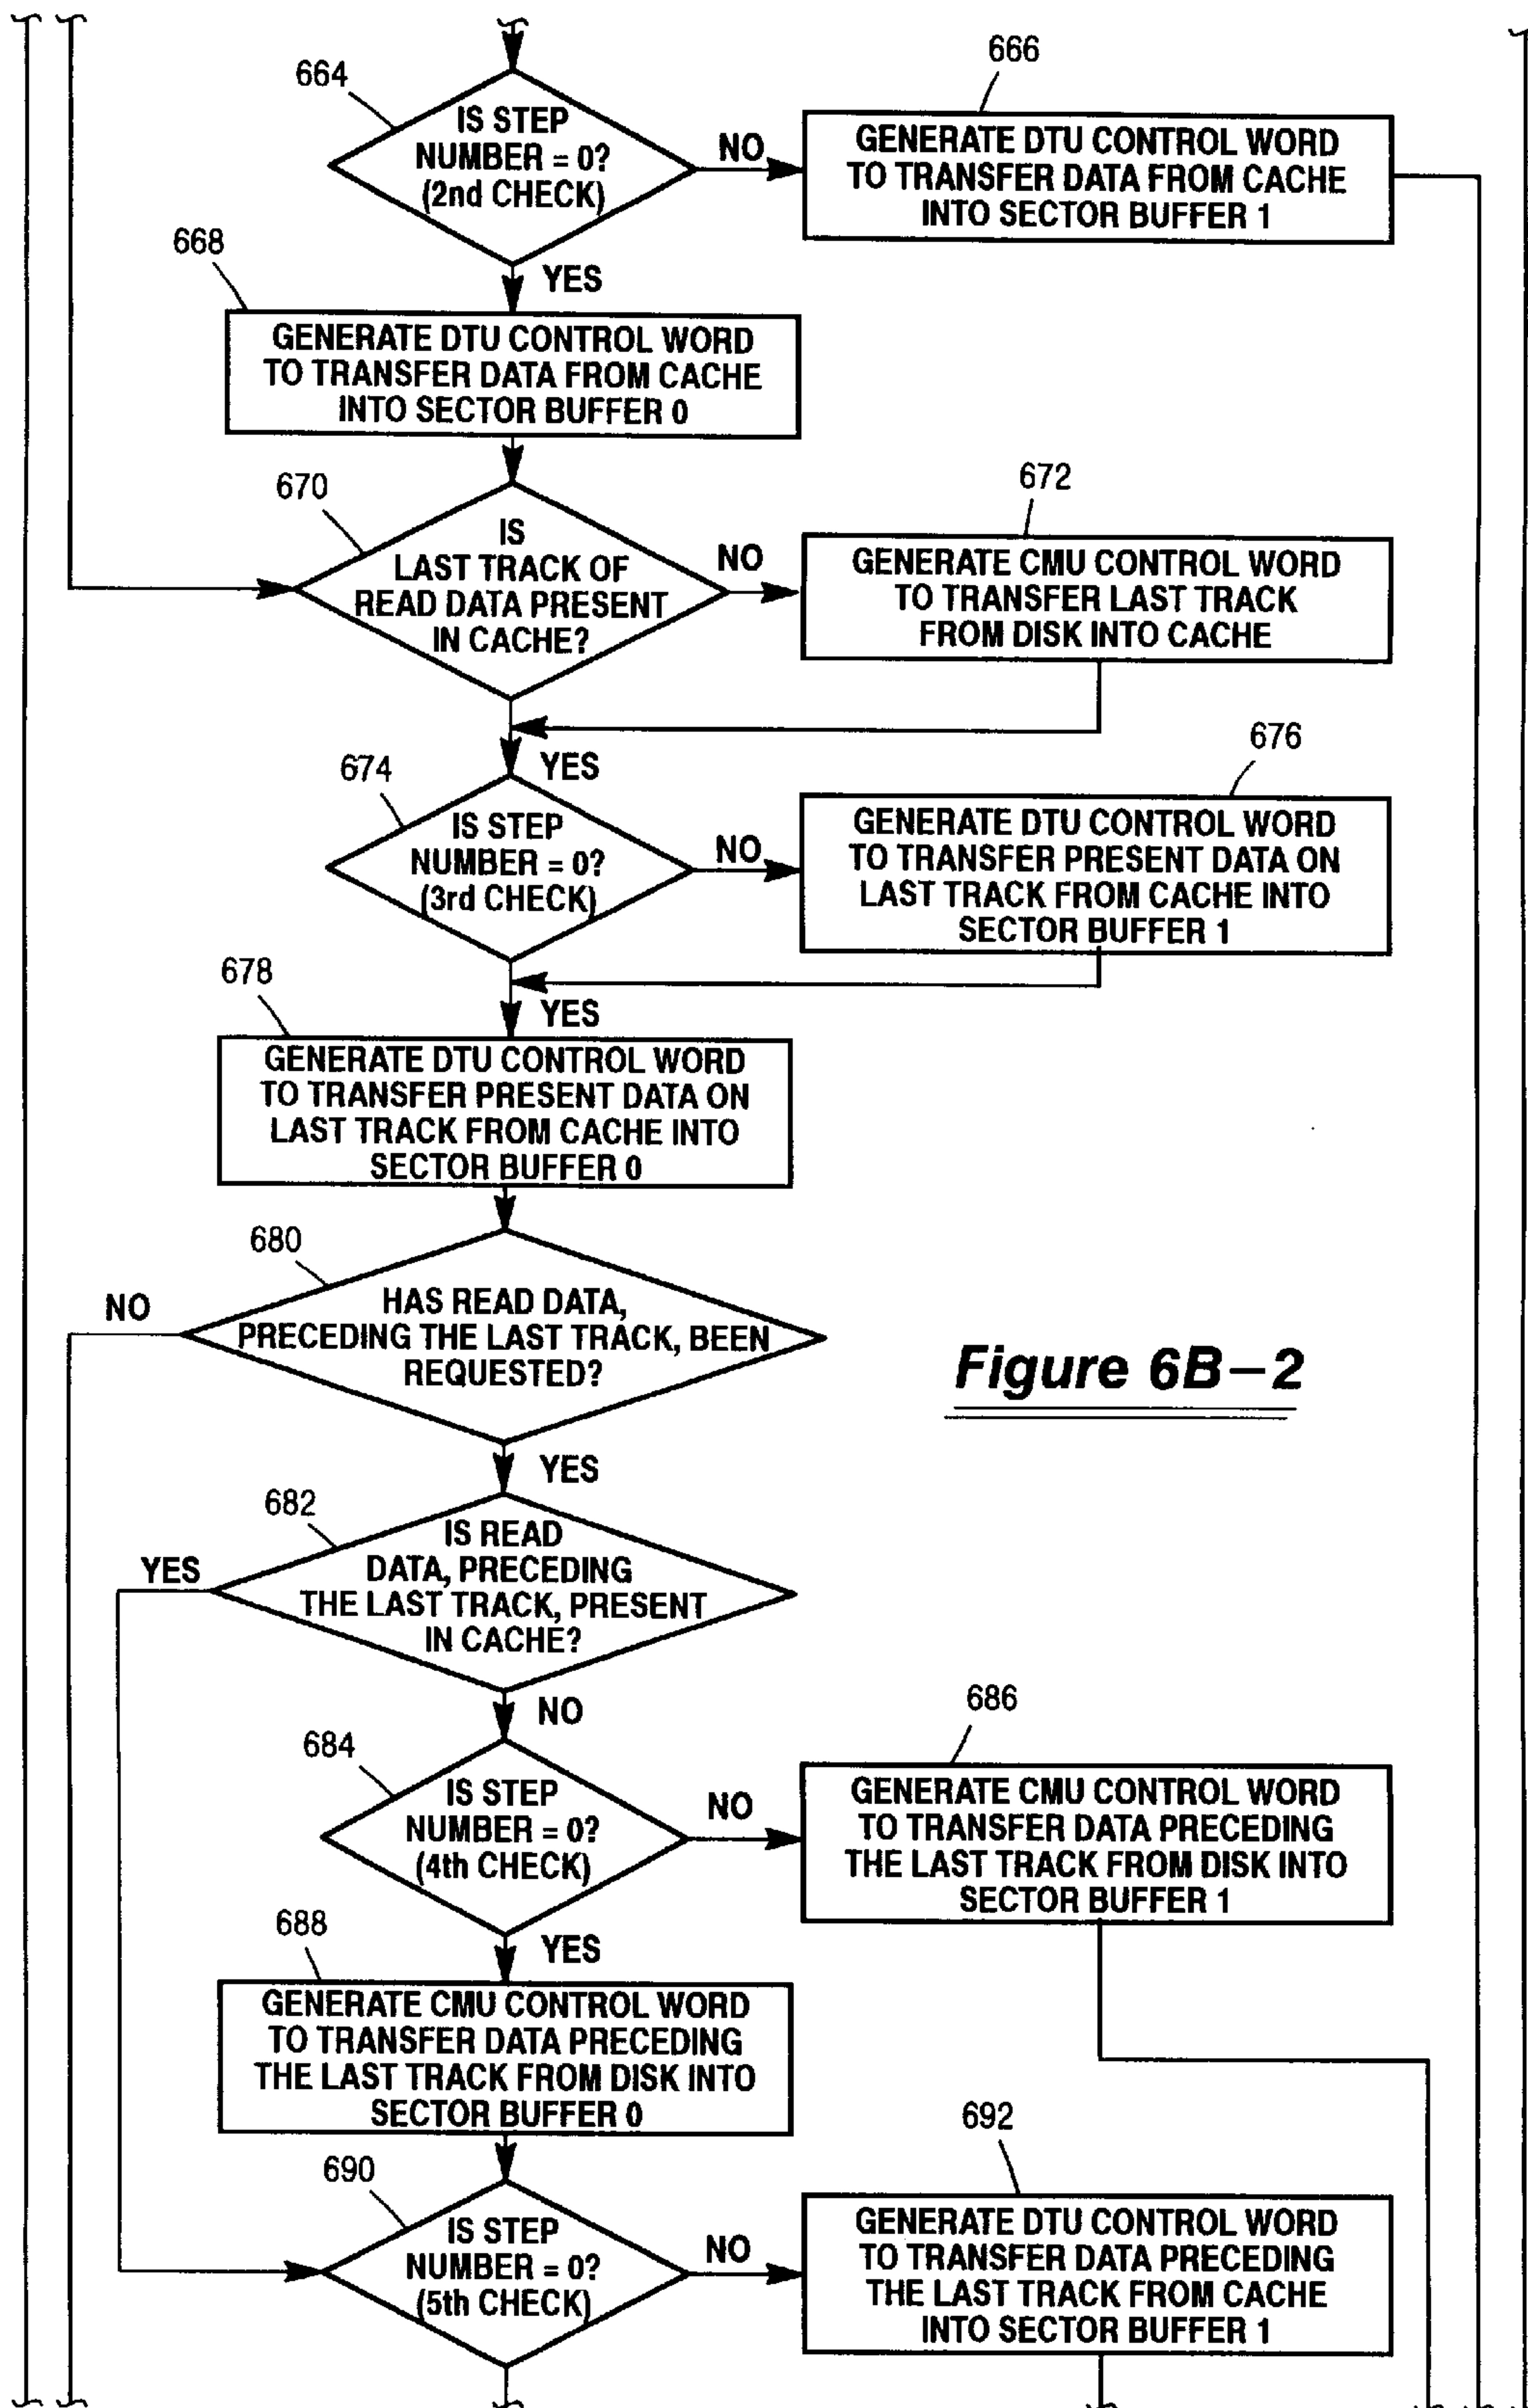 664
IS STEP
NUMBER = 0?
(2nd CHECK)
NO
666
GENERATE DTU CONTROL WORD
TO TRANSFER DATA FROM CACHE
INTO SECTOR BUFFER 1
YES
668
GENERATE DTU CONTROL WORD
TO TRANSFER DATA FROM CACHE
INTO SECTOR BUFFER 0
670
IS
LAST TRACK OF
READ DATA PRESENT
IN CACHE?
NO
672
GENERATE CMU CONTROL WORD
TO TRANSFER LAST TRACK
FROM DISK INTO CACHE
YES
674
IS STEP
NUMBER = 0?
(3rd CHECK)
NO
676
GENERATE DTU CONTROL WORD
TO TRANSFER PRESENT DATA ON
LAST TRACK FROM CACHE INTO
SECTOR BUFFER 1
YES
678
GENERATE DTU CONTROL WORD
TO TRANSFER PRESENT DATA ON
LAST TRACK FROM CACHE INTO
SECTOR BUFFER 0
680
NO
HAS READ DATA,
PRECEDING THE LAST TRACK, BEEN
REQUESTED?
Figure 6B-2
YES
682
YES
IS READ
DATA, PRECEDING
THE LAST TRACK, PRESENT
IN CACHE?
NO
684
IS STEP
NUMBER = 0?
(4th CHECK)
NO
686
GENERATE CMU CONTROL WORD
TO TRANSFER DATA PRECEDING
THE LAST TRACK FROM DISK INTO
SECTOR BUFFER 1
YES
688
GENERATE CMU CONTROL WORD
TO TRANSFER DATA PRECEDING
THE LAST TRACK FROM DISK INTO
SECTOR BUFFER 0
690
IS STEP
NUMBER = 0?
(5th CHECK)
NO
692
GENERATE DTU CONTROL WORD
TO TRANSFER DATA PRECEDING
THE LAST TRACK FROM CACHE
INTO SECTOR BUFFER 1